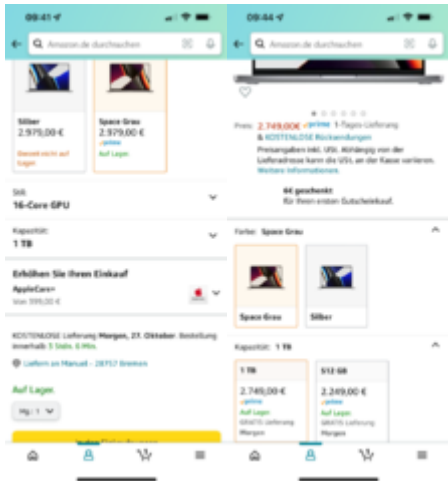 09:41
Amazon.de durchsuchen
Silber
2.979,00 €
Derzeit nicht auf
Lager
Space Grau
2.979,00 €
prime
Auf Lager
Stil:
16-Core GPU
Kapazität:
1 TB
Erhöhen Sie Ihren Einkauf
AppleCare+
Von 399,00 €
KOSTENLOSE Lieferung Morgen, 27. Oktober. Bestellung
innerhalb 5 Stdn. 6 Min.
Liefern an Manuel - 28757 Bremen
Auf Lager
Mg.: 1
09:44
Amazon.de durchsuchen
Preis: 2.749,00€ prime 1-Tages-Lieferung
& KOSTENLOSE Rücksendungen
Preisangaben inkl. USt. Abhängig von der
Lieferadresse kann die USt. an der Kasse variieren.
Weitere Informationen.
6€ geschenkt
für Ihren ersten Gutscheinkauf.
Farbe: Space Grau
Space Grau
Silber
Kapazität: 1 TB
1 TB
2.749,00 €
prime
Auf Lager
GRATIS Lieferung
Morgen
512 GB
2.249,00 €
prime
Auf Lager
GRATIS Lieferung
Morgen